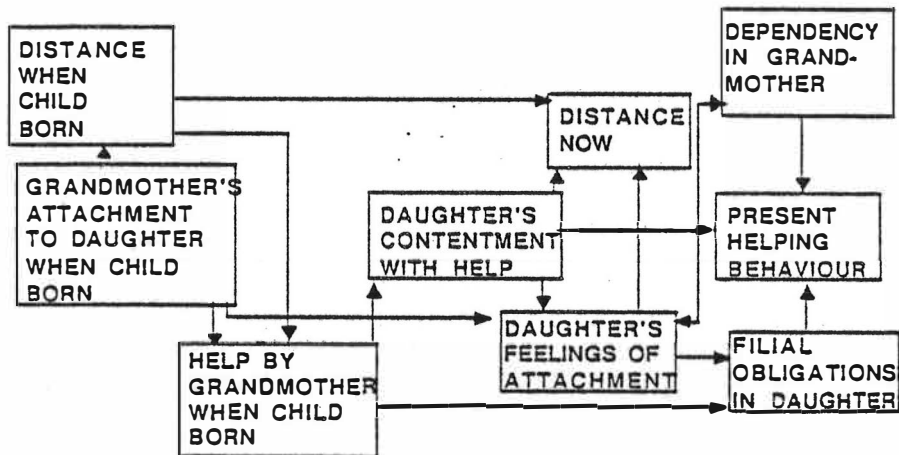 DISTANCE
WHEN
CHILD
BORN
GRANDMOTHER'S
ATTACHMENT
TO DAUGHTER
WHEN CHILD
BORN
HELP BY
GRANDMOTHER
WHEN CHILD
BORN
DAUGHTER'S
CONTENTMENT
WITH HELP
DISTANCE
NOW
DAUGHTER'S
FEELINGS OF
ATTACHMENT
DEPENDENCY
IN GRAND-
MOTHER
PRESENT
HELPING
BEHAVIOUR
FILIAL
OBLIGATIONS
IN DAUGHTER